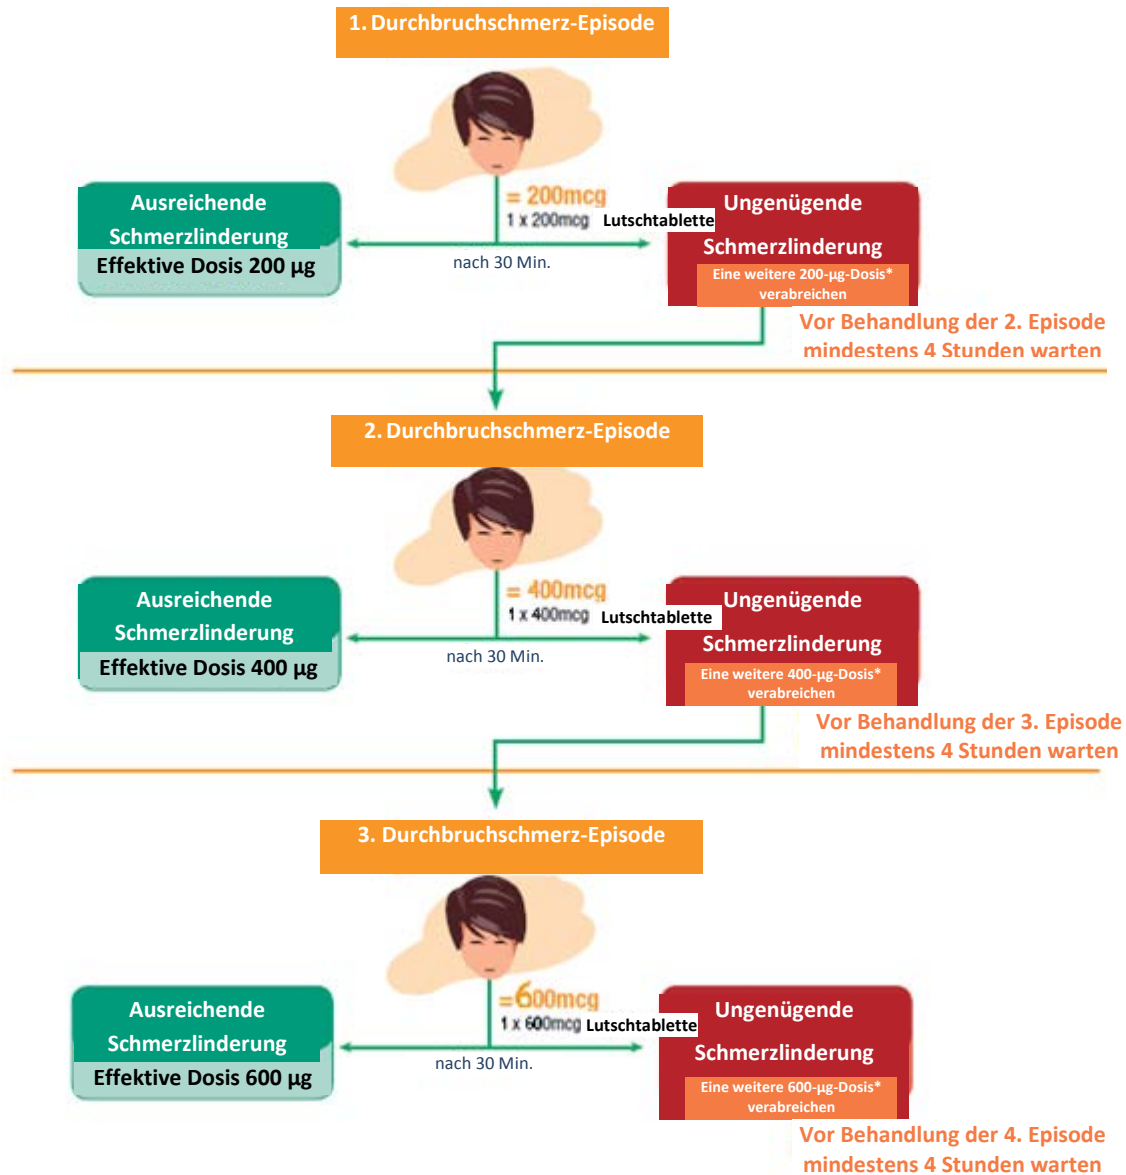 1. Durchbruchschmerz-Episode
= 200mcg
1 x 200mcg Lutschtablette
nach 30 Min.
Ausreichende
Schmerzlinderung
Effektive Dosis 200 µg
Ungenügende
Schmerzlinderung
Eine weitere 200-µg-Dosis*
verabreichen
Vor Behandlung der 2. Episode
mindestens 4 Stunden warten
2. Durchbruchschmerz-Episode
= 400mcg
1 x 400mcg Lutschtablette
nach 30 Min.
Ausreichende
Schmerzlinderung
Effektive Dosis 400 µg
Ungenügende
Schmerzlinderung
Eine weitere 400-µg-Dosis*
verabreichen
Vor Behandlung der 3. Episode
mindestens 4 Stunden warten
3. Durchbruchschmerz-Episode
=600mcg
1 x 600mcg Lutschtablette
nach 30 Min.
Ausreichende
Schmerzlinderung
Effektive Dosis 600 µg
Ungenügende
Schmerzlinderung
Eine weitere 600-µg-Dosis*
verabreichen
Vor Behandlung der 4. Episode
mindestens 4 Stunden warten